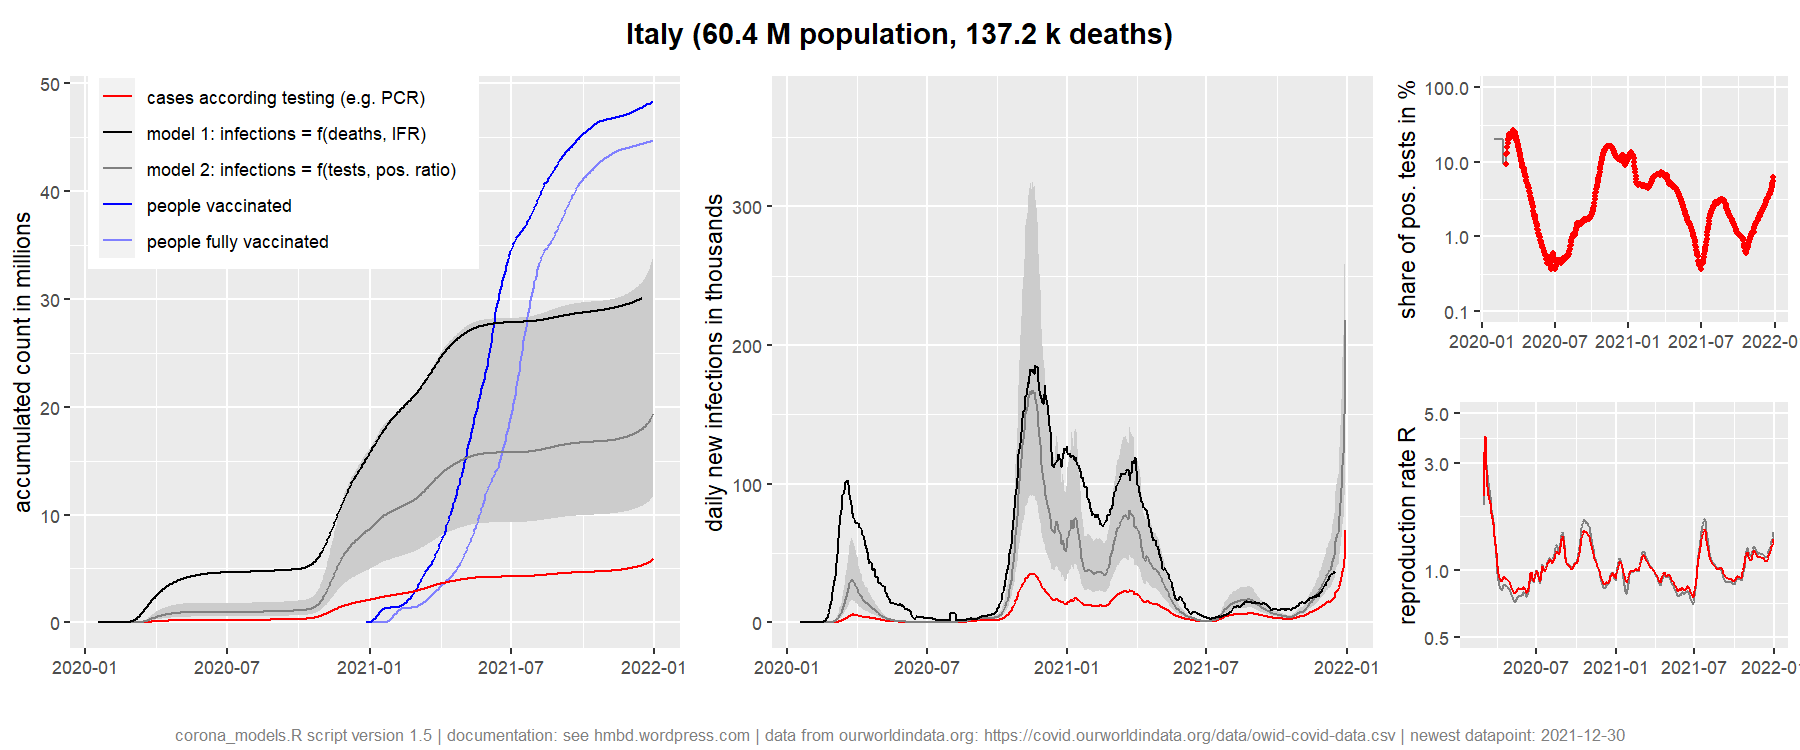 Italy (60.4 M population, 137.2 k deaths)
accumulated count in millions
50
40
30
20
10
0
cases according testing (e.g. PCR)
model 1: infections = f(deaths, IFR)
model 2: infections = f(tests, pos. ratio)
people vaccinated
people fully vaccinated
2020-01 2020-07 2021-01 2021-07 2022-01
daily new infections in thousands
300
200
100
0
2020-01 2020-07 2021-01 2021-07 2022-01
share of pos. tests in %
100.0
10.0
1.0
0.1
2020-01 2020-07 2021-01 2021-07 2022-0
reproduction rate R
5.0
3.0
1.0
0.5
2020-07 2021-01 2021-07 2022-01
corona_models.R script version 1.5 | documentation: see hmbd.wordpress.com | data from ourworldindata.org: https://covid.ourworldindata.org/data/owid-covid-data.csv | newest datapoint: 2021-12-30